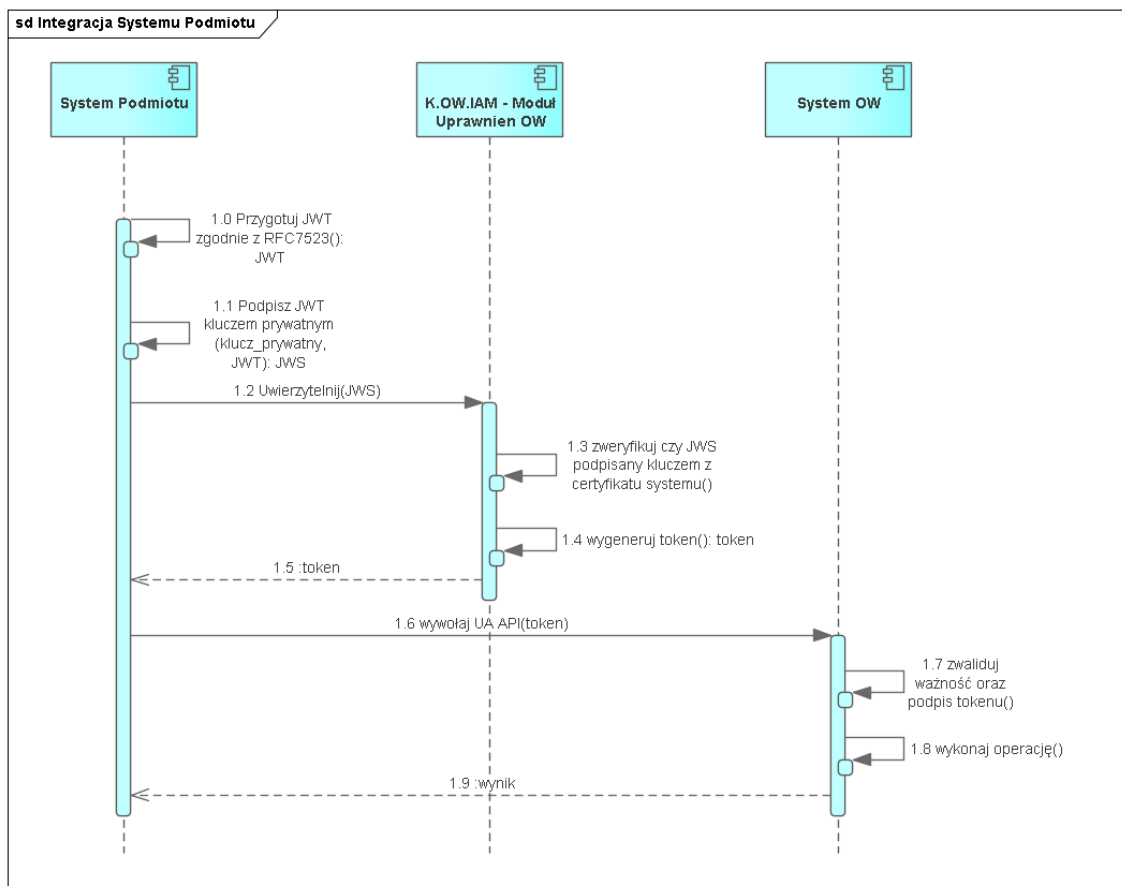 sd Integracja Systemu Podmiotu
System Podmiotu
K.OW.IAM - Moduł
Uprawnien OW
System OW
1.0 Przygotuj JWT
zgodnie z RFC7523():
JWT
1.1 Podpisz JWT
kluczem prywatnym
(klucz_prywatny,
JWT): JWS
1.2 Uwierzytelnij(JWS)
1.3 zweryfikuj czy JWS
podpisany kluczem z
certyfikatu systemu()
1.4 wygeneruj token(): token
1.5 :token
1.6 wywołaj UA API(token)
1.7 zwaliduj
ważność oraz
podpis tokenu()
1.8 wykonaj operację()
1.9 :wynik